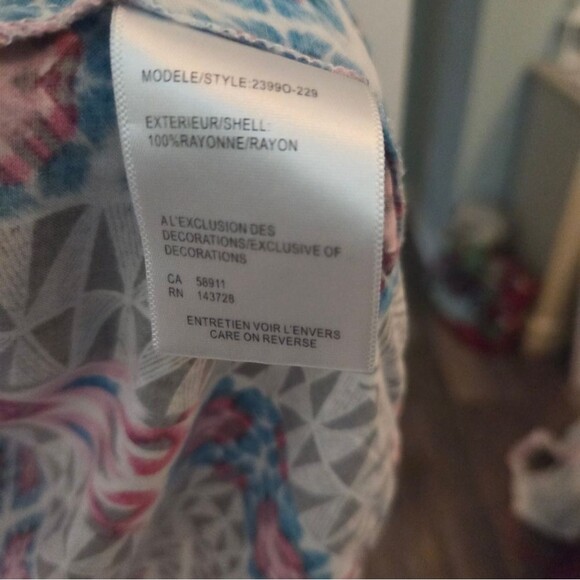 MODELE/STYLE:2399O-229
EXTERIEUR/SHELL:
100%RAYONNE/RAYON
A L'EXCLUSION DES
DECORATIONS/EXCLUSIVE OF
DECORATIONS
CA 58911
RN 143728
ENTRETIEN VOIR L'ENVERS
CARE ON REVERSE